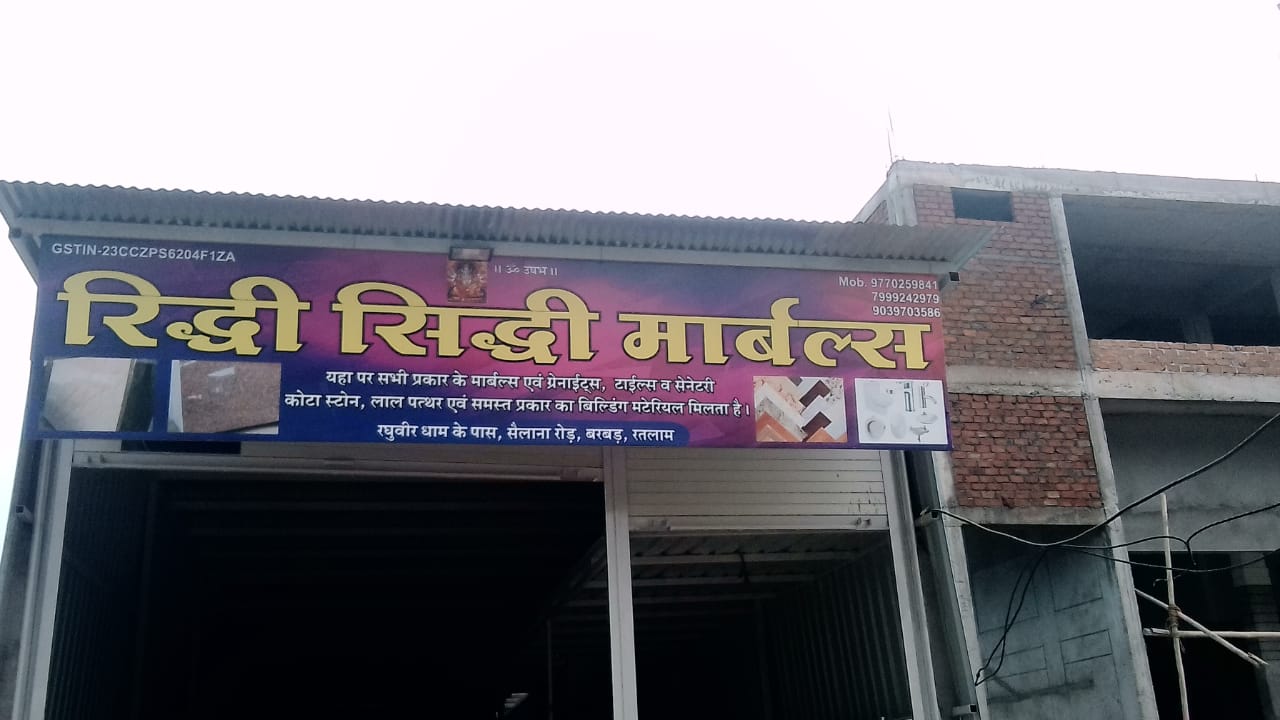 GSTIN-23CCZPS6204F1ZA
॥ ॐ उषभ ॥
Mob. 9770259841
7999242979
9039703586
रिद्धी सिद्धी मार्बल्स
यहा पर सभी प्रकार के मार्बल्स एवं ग्रेनाईट्स, टाईल्स व सेनेटरी
कोटा स्टोन, लाल पत्थर एवं समस्त प्रकार का बिल्डिंग मटेरियल मिलता है।
रघुवीर धाम के पास, सैलाना रोड़, बरबड़, रतलाम